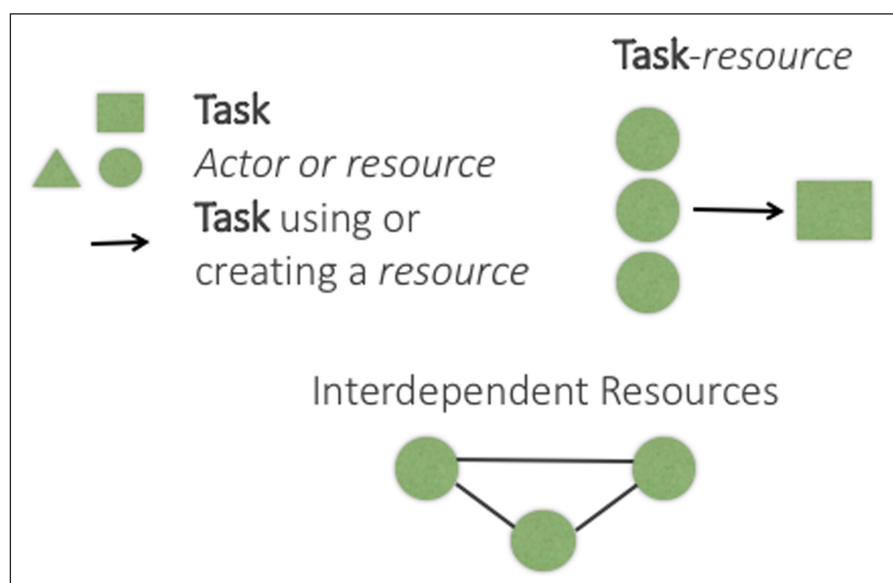 Task-resource
Task
Actor or resource
Task using or
creating a resource
Interdependent Resources